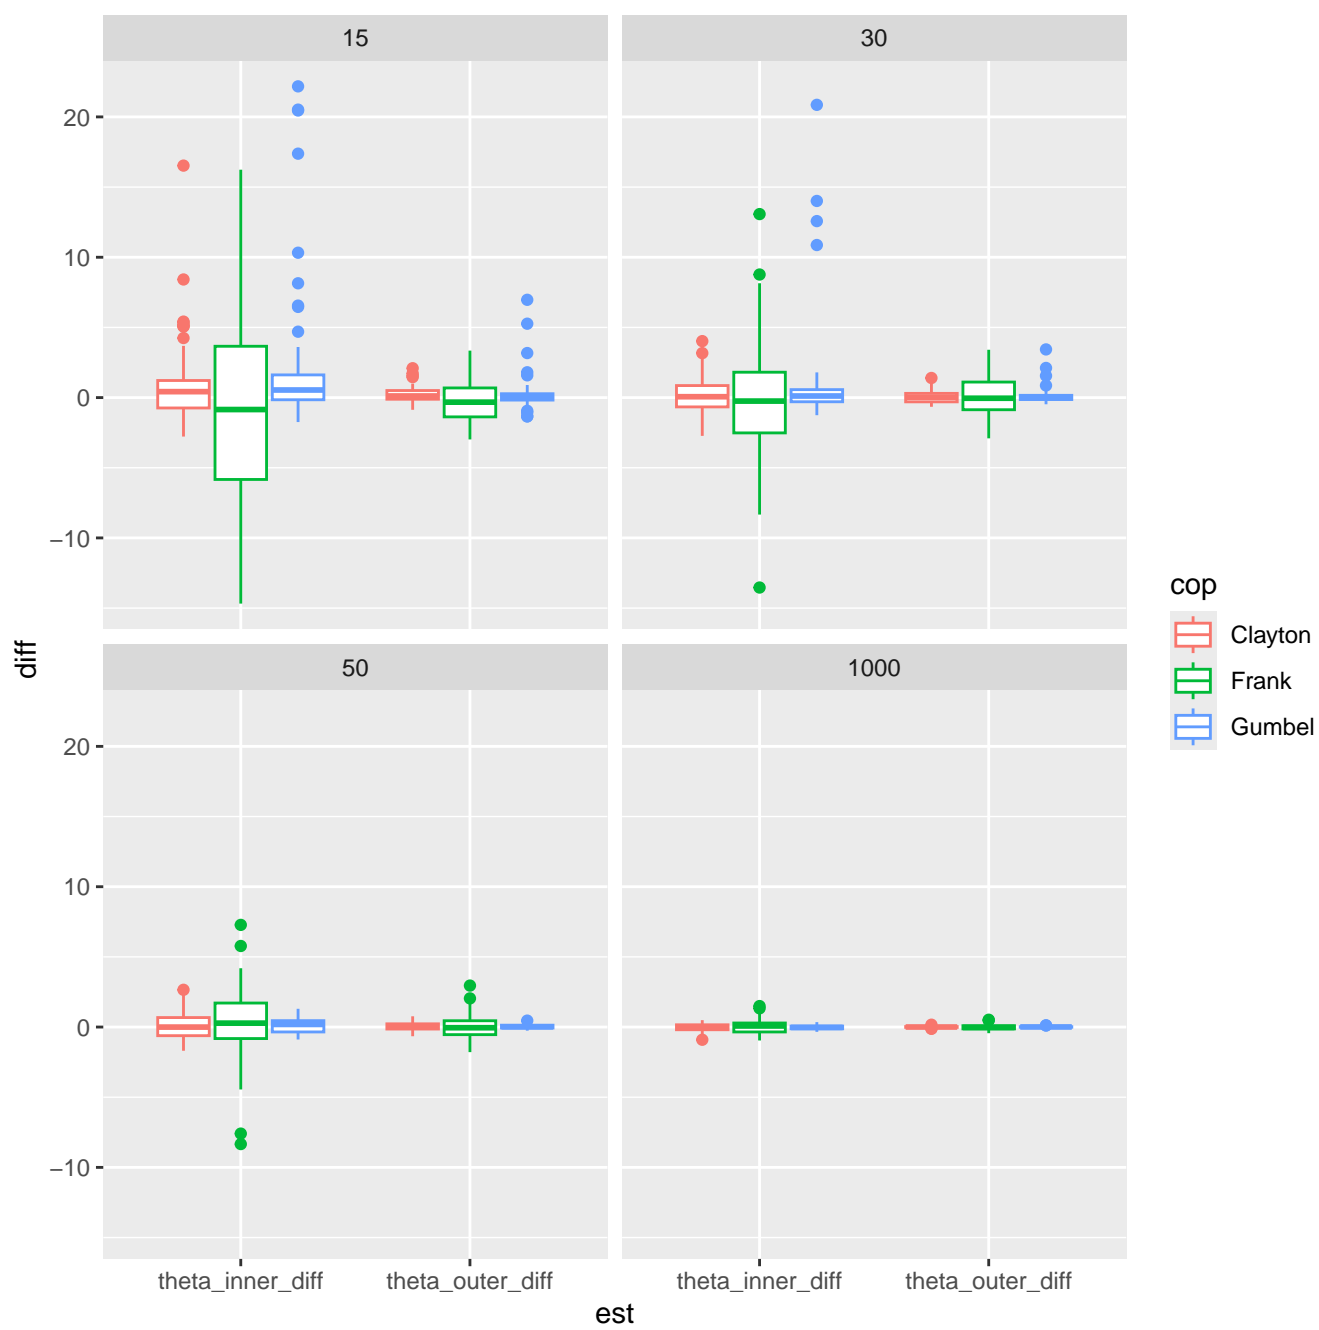 15
30
20
10
0
−10
50
1000
20
10
0
−10
diff
theta_inner_diff
theta_outer_diff
theta_inner_diff
theta_outer_diff
est
cop
Clayton
Frank
Gumbel